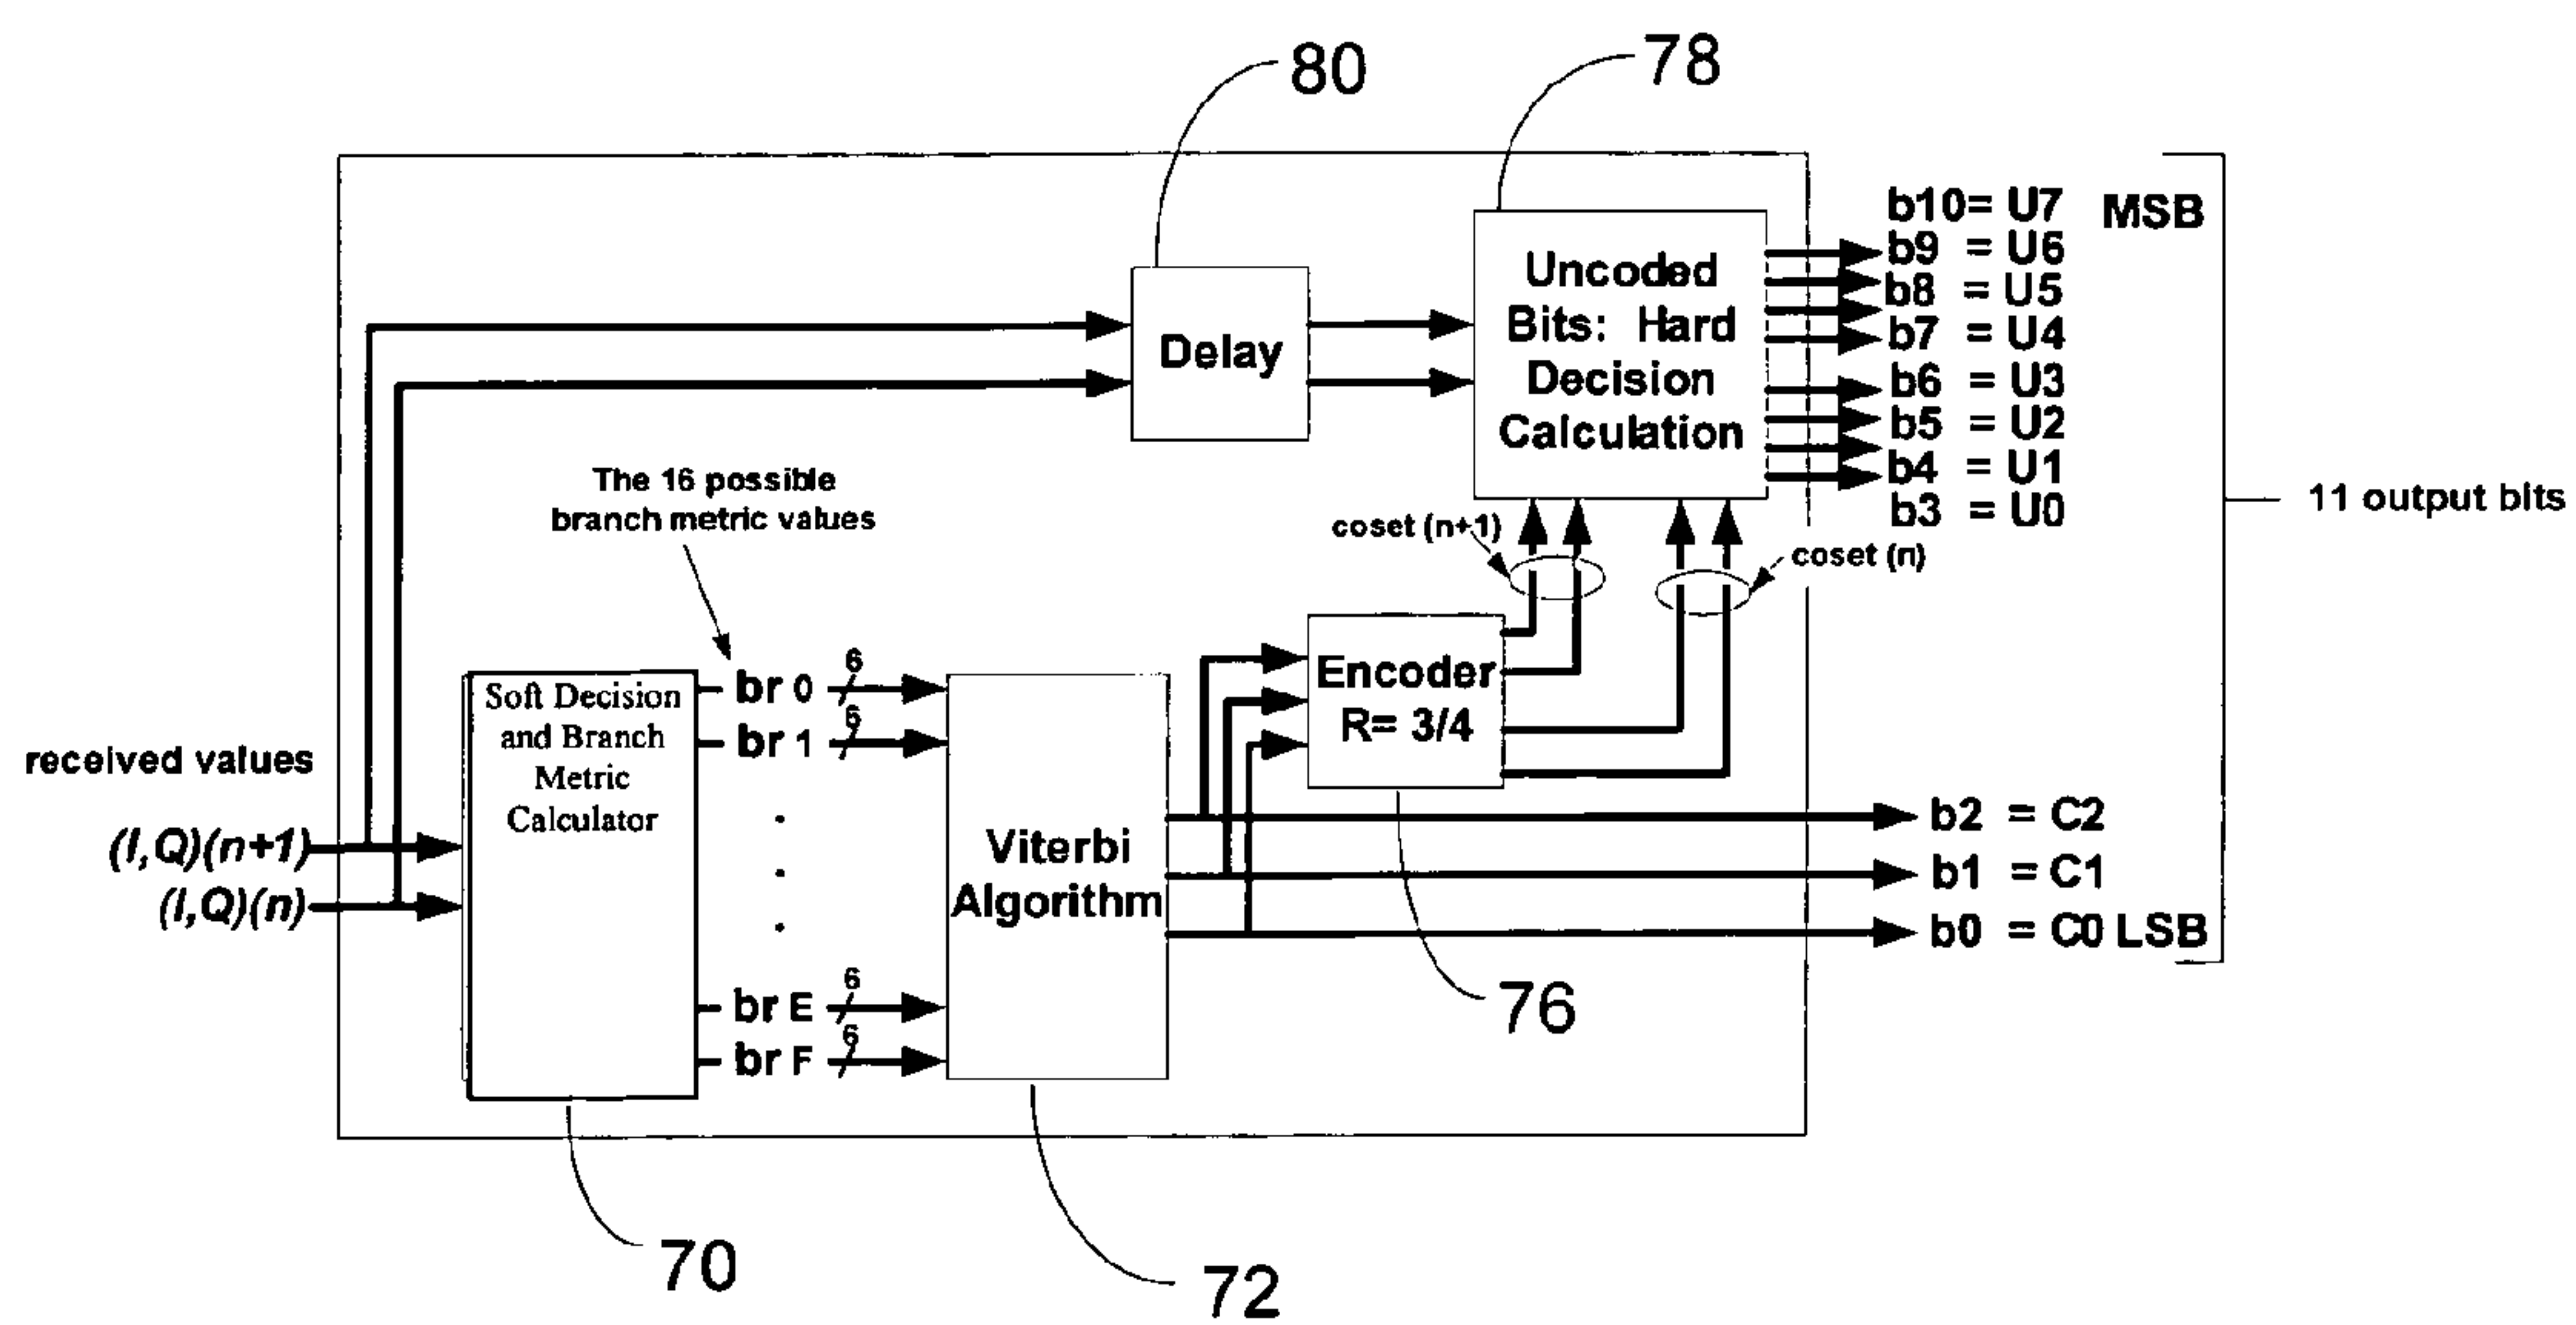 80
78
b10= U7 MSB
b9 = U6
b8 = U5
b7 = U4
b6 = U3
b5 = U2
b4 = U1
b3 = U0
11 output bits
Uncoded
Bits: Hard
Decision
Calculation
Delay
The 16 possible
branch metric values
coset (n+1)
coset (n)
Encoder
R= 3/4
received values
(I,Q)(n+1)
(I,Q)(n)
Soft Decision
and Branch
Metric
Calculator
br 0 6
br 1 6
.
.
.
br E 6
br F 6
Viterbi
Algorithm
b2 = C2
b1 = C1
b0 = C0 LSB
76
70
72